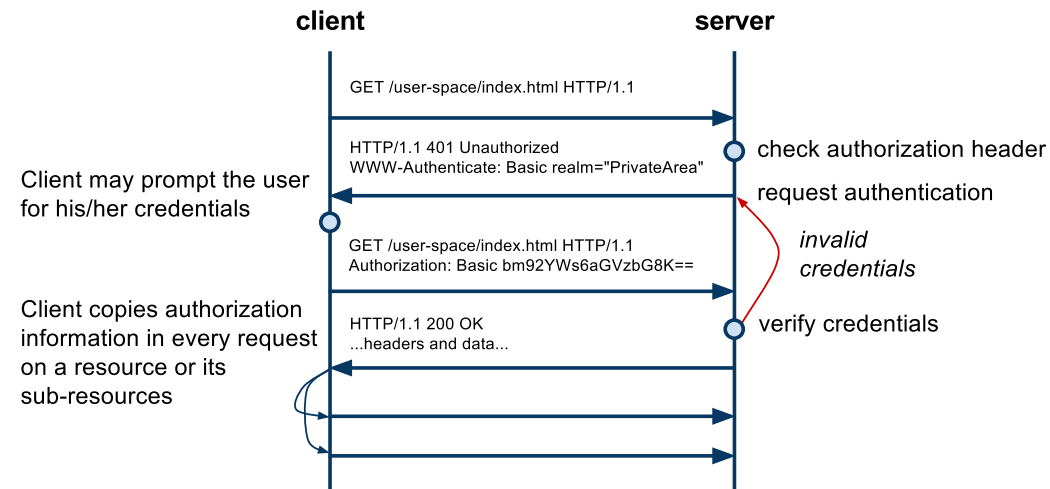 client
server
GET /user-space/index.html HTTP/1.1
HTTP/1.1 401 Unauthorized
WWW-Authenticate: Basic realm="PrivateArea"
check authorization header
request authentication
Client may prompt the user
for his/her credentials
invalid
credentials
GET /user-space/index.html HTTP/1.1
Authorization: Basic bm92YWs6aGVzbG8K==
verify credentials
Client copies authorization
information in every request
on a resource or its
sub-resources
HTTP/1.1 200 OK
...headers and data...